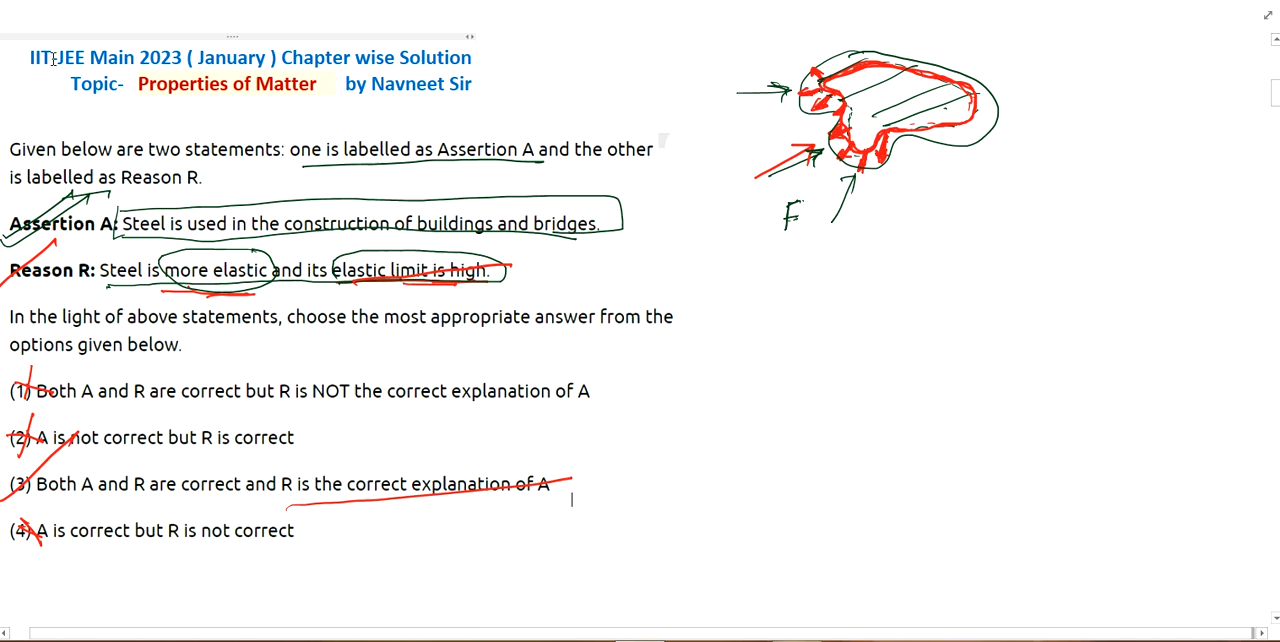 IIT-JEE Main 2023 ( January ) Chapter wise Solution
Topic- Properties of Matter by Navneet Sir
Given below are two statements: one is labelled as Assertion A and the other
is labelled as Reason R.
Assertion A: Steel is used in the construction of buildings and bridges.
Reason R: Steel is more elastic and its elastic limit is high.
In the light of above statements, choose the most appropriate answer from the
options given below.
(1) Both A and R are correct but R is NOT the correct explanation of A
(2) A is not correct but R is correct
(3) Both A and R are correct and R is the correct explanation of A
(4) A is correct but R is not correct
F